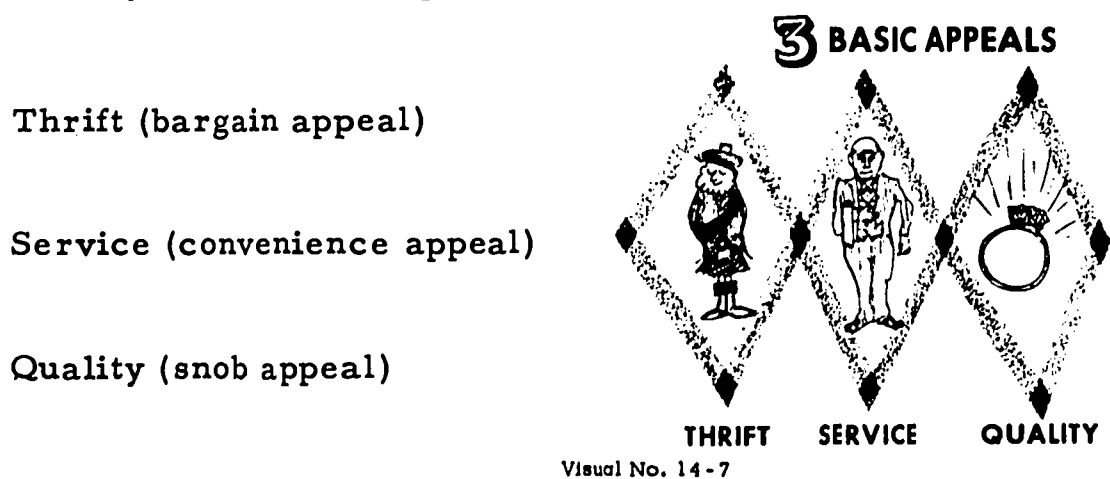 Thrift (bargain appeal)
Service (convenience appeal)
Quality (snob appeal)
3 BASIC APPEALS
THRIFT SERVICE QUALITY
Visual No. 14-7